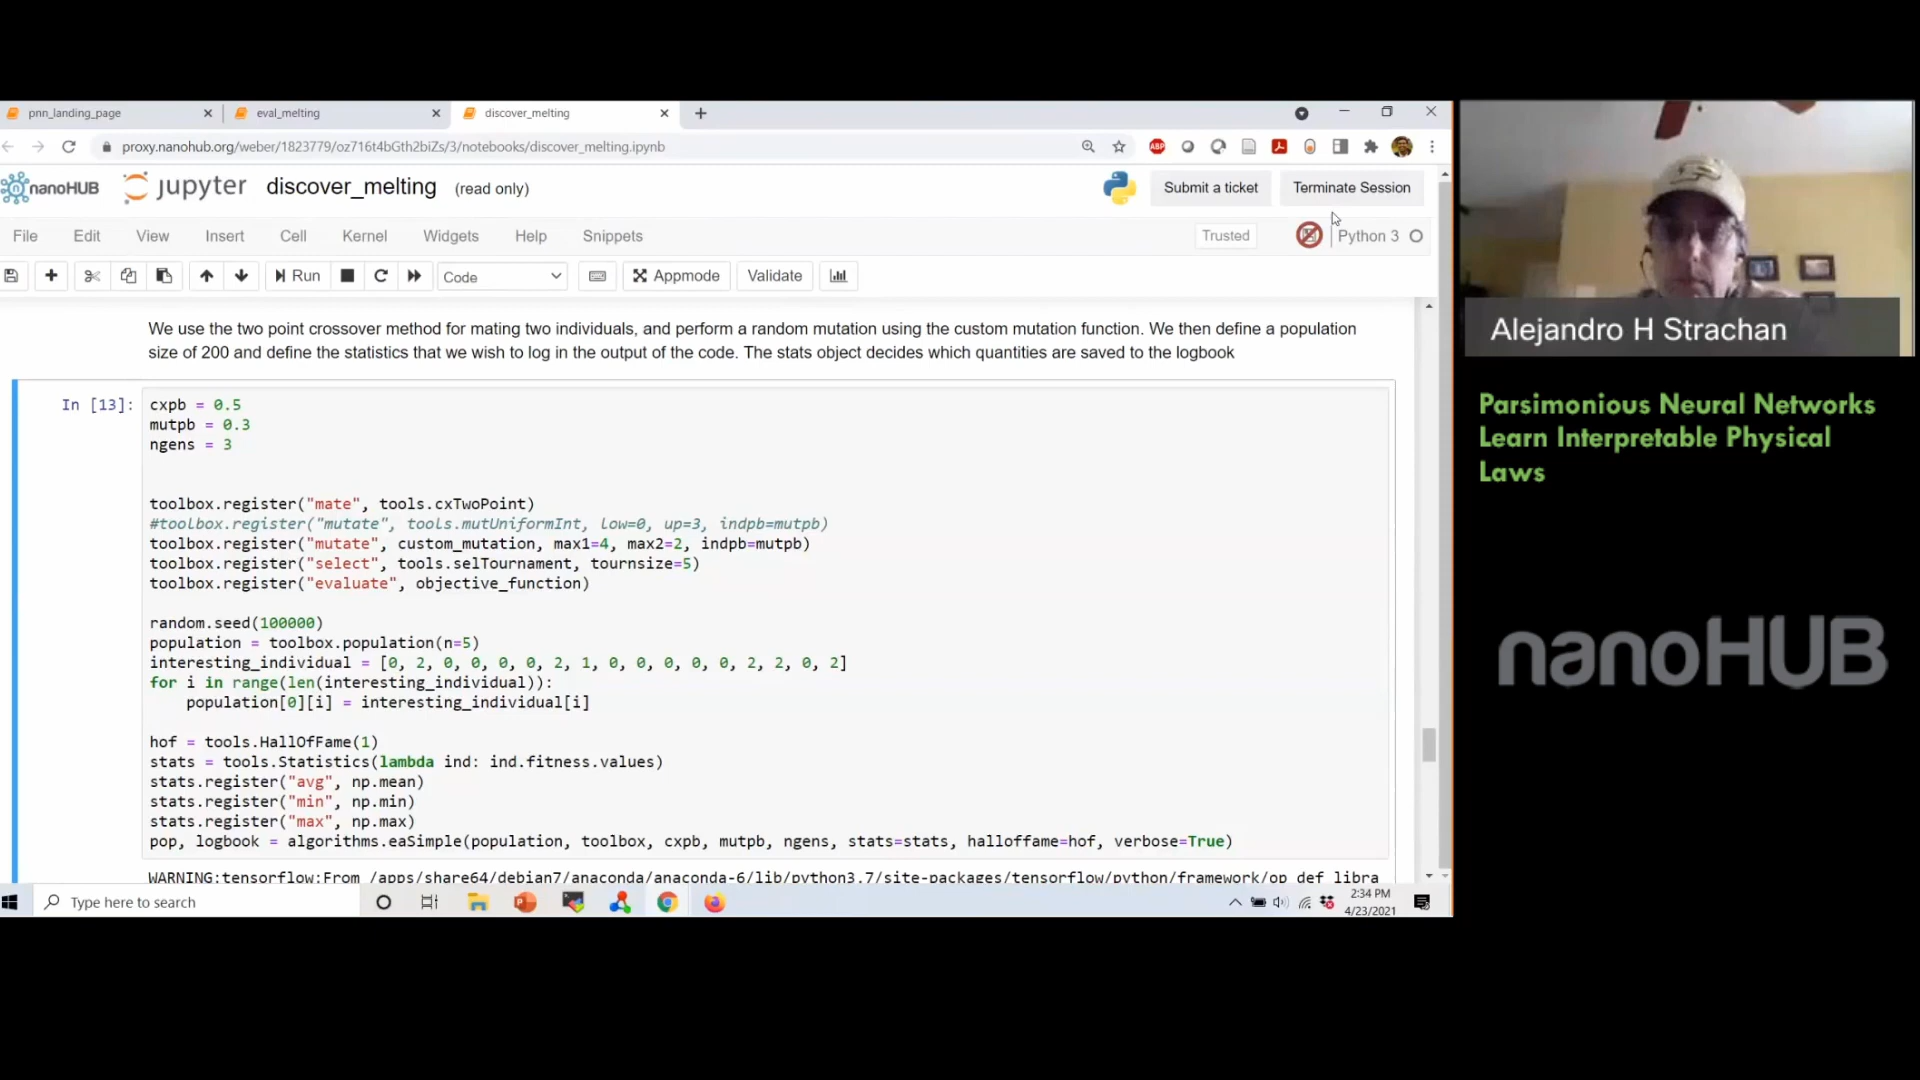 pnn_landing_page
eval_melting
discover_melting
proxy.nanohub.org/weber/1823779/oz716t4bGth2biZs/3/notebooks/discover_melting.ipynb
ABP
nanoHUB
jupyter
discover_melting (read only)
Submit a ticket
Terminate Session
File Edit View Insert Cell Kernel Widgets Help Snippets
Trusted
Python 3
Run
Code
Appmode
Validate
We use the two point crossover method for mating two individuals, and perform a random mutation using the custom mutation function. We then define a population
size of 200 and define the statistics that we wish to log in the output of the code. The stats object decides which quantities are saved to the logbook
In [13]:
cxpb = 0.5
mutpb = 0.3
ngens = 3
toolbox.register("mate", tools.cxTwoPoint)
#toolbox.register("mutate", tools.mutUniformInt, low=0, up=3, indpb=mutpb)
toolbox.register("mutate", custom_mutation, max1=4, max2=2, indpb=mutpb)
toolbox.register("select", tools.selTournament, tournsize=5)
toolbox.register("evaluate", objective_function)
random.seed(100000)
population = toolbox.population(n=5)
interesting_individual = [0, 2, 0, 0, 0, 0, 2, 1, 0, 0, 0, 0, 0, 2, 2, 0, 2]
for i in range(len(interesting_individual)):
population[0][i] = interesting_individual[i]
hof = tools.HallOfFame(1)
stats = tools.Statistics(lambda ind: ind.fitness.values)
stats.register("avg", np.mean)
stats.register("min", np.min)
stats.register("max", np.max)
pop, logbook = algorithms.eaSimple(population, toolbox, cxpb, mutpb, ngens, stats=stats, halloffame=hof, verbose=True)
WARNING:tensorflow:From /apps/share64/debian7/anaconda/anaconda-6/lib/python3.7/site-packages/tensorflow/python/framework/op_def_libra
Type here to search
2:34 PM
4/23/2021
Alejandro H Strachan
Parsimonious Neural Networks
Learn Interpretable Physical
Laws
nanoHUB